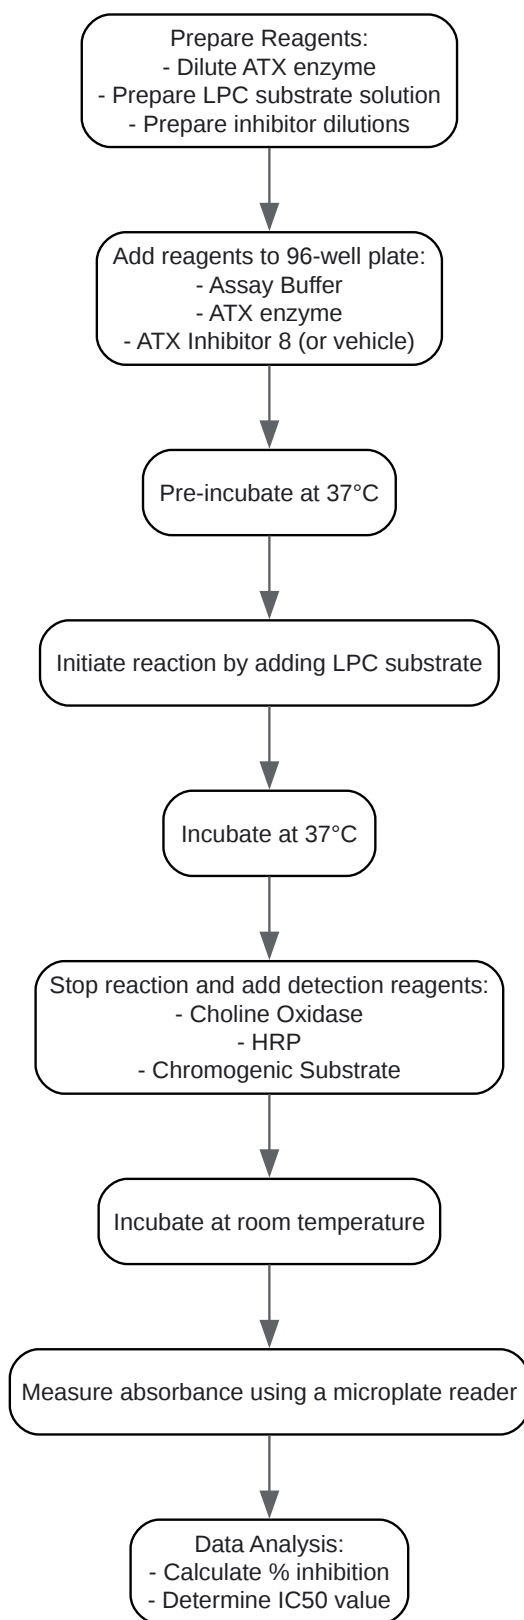 Prepare Reagents:
- Dilute ATX enzyme
- Prepare LPC substrate solution
- Prepare inhibitor dilutions
Add reagents to 96-well plate:
- Assay Buffer
- ATX enzyme
- ATX Inhibitor 8 (or vehicle)
Pre-incubate at 37°C
Initiate reaction by adding LPC substrate
Incubate at 37°C
Stop reaction and add detection reagents:
- Choline Oxidase
- HRP
- Chromogenic Substrate
Incubate at room temperature
Measure absorbance using a microplate reader
Data Analysis:
- Calculate % inhibition
- Determine IC50 value